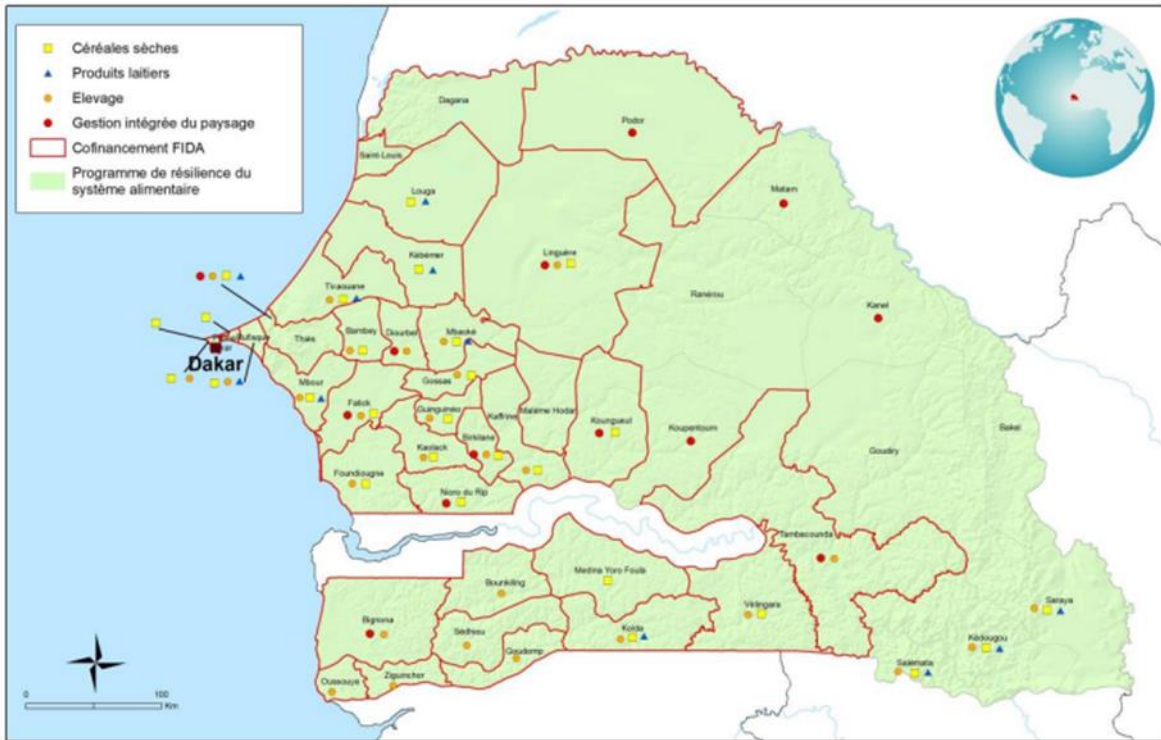 Céréales sèches
Produits laitiers
Elevage
Gestion intégrée du paysage
Cofinancement FIDA
Programme de résilience du
système alimentaire
Dagana
Podor
Saint-Louis
Louga
Matam
Kébémer
Linguère
Tivaouane
Ranérou
Kanel
Thiès
Bambey
Diourbel
Mbacké
Dakar
Mbour
Gossas
Fatick
Guinguinéo
Kaffrine
Malème Hodar
Koungueul
Koupentoum
Bakel
Birkilane
Kaolack
Goudiry
Foundiougne
Nioro du Rip
Tambacounda
Medina Yoro Foula
Bounkiling
Vélingara
Saraya
Bignona
Sédhiou
Kolda
Kédougou
Goudomp
Salémata
Oussouye
Ziguinchor
0
100
Km